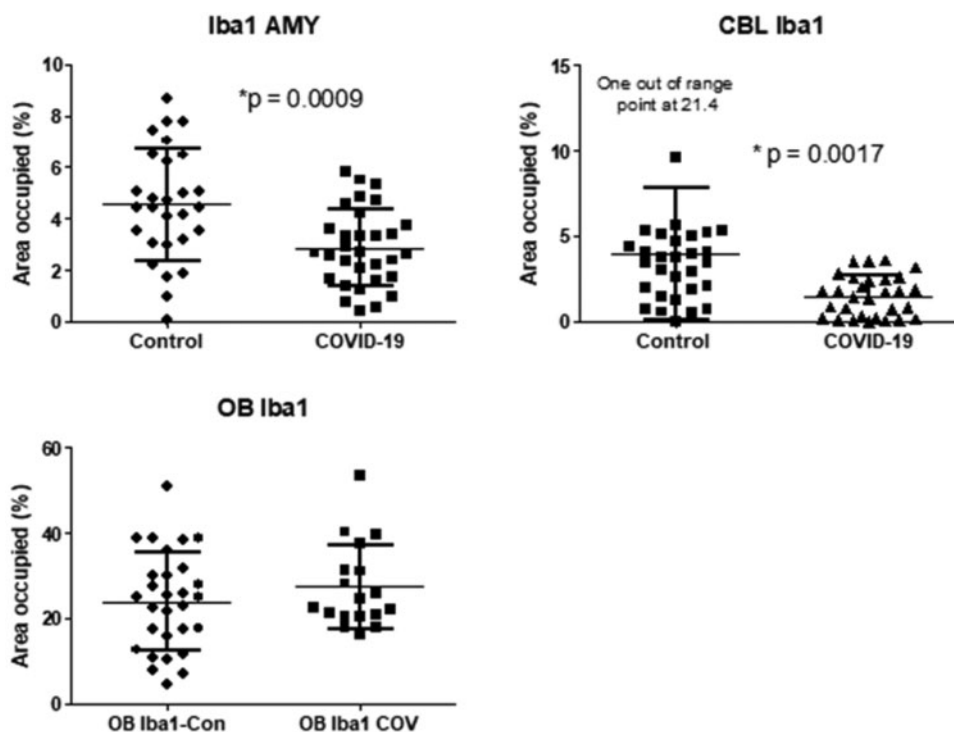 Iba1 AMY
Area occupied (%)
10
8
6
4
2
0
*p = 0.0009
Control
COVID-19
CBL Iba1
Area occupied (%)
15
10
5
0
One out of range
point at 21.4
* p = 0.0017
Control
COVID-19
OB Iba1
Area occupied (%)
60
40
20
0
OB Iba1-Con
OB Iba1 COV